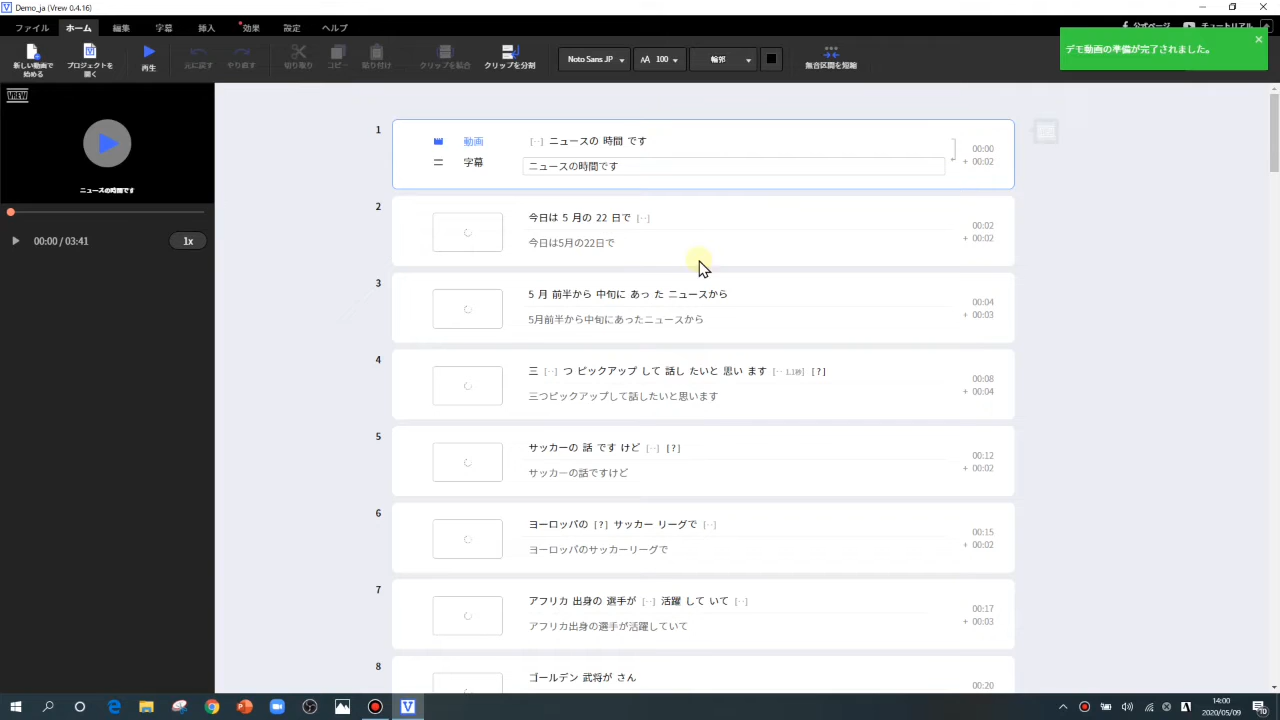 Demo_ja (Vrew 0.4.16)
ファイル ホーム 編集 字幕 挿入 効果 設定 ヘルプ
公式ページ チュートリアル
新しい動画で始める プロジェクトを開く 再生 元に戻す やり直す 切り取り コピー 貼り付け クリップを結合 クリップを分割 Noto Sans JP AA 100 輪郭 無音区間を短縮
デモ動画の準備が完了されました。
VREW
ニュースの時間です
00:00 / 03:41 1x
1 動画 [··] ニュースの 時間 です
字幕 ニュースの時間です
00:00
+ 00:02
2 今日は 5 月の 22 日で [··]
今日は5月の22日で
00:02
+ 00:02
3 5 月 前半から 中旬に あっ た ニュースから
5月前半から中旬にあったニュースから
00:04
+ 00:03
4 三 [··] つ ピックアップ して 話し たいと 思い ます [·· 1.1秒] [?]
三つピックアップして話したいと思います
00:08
+ 00:04
5 サッカーの 話 です けど [··] [?]
サッカーの話ですけど
00:12
+ 00:02
6 ヨーロッパの [?] サッカー リーグで [··]
ヨーロッパのサッカーリーグで
00:15
+ 00:02
7 アフリカ 出身の 選手が [··] 活躍 して いて [··]
アフリカ出身の選手が活躍していて
00:17
+ 00:03
8 ゴールデン 武将が さん
00:20
14:00
2020/05/09
10